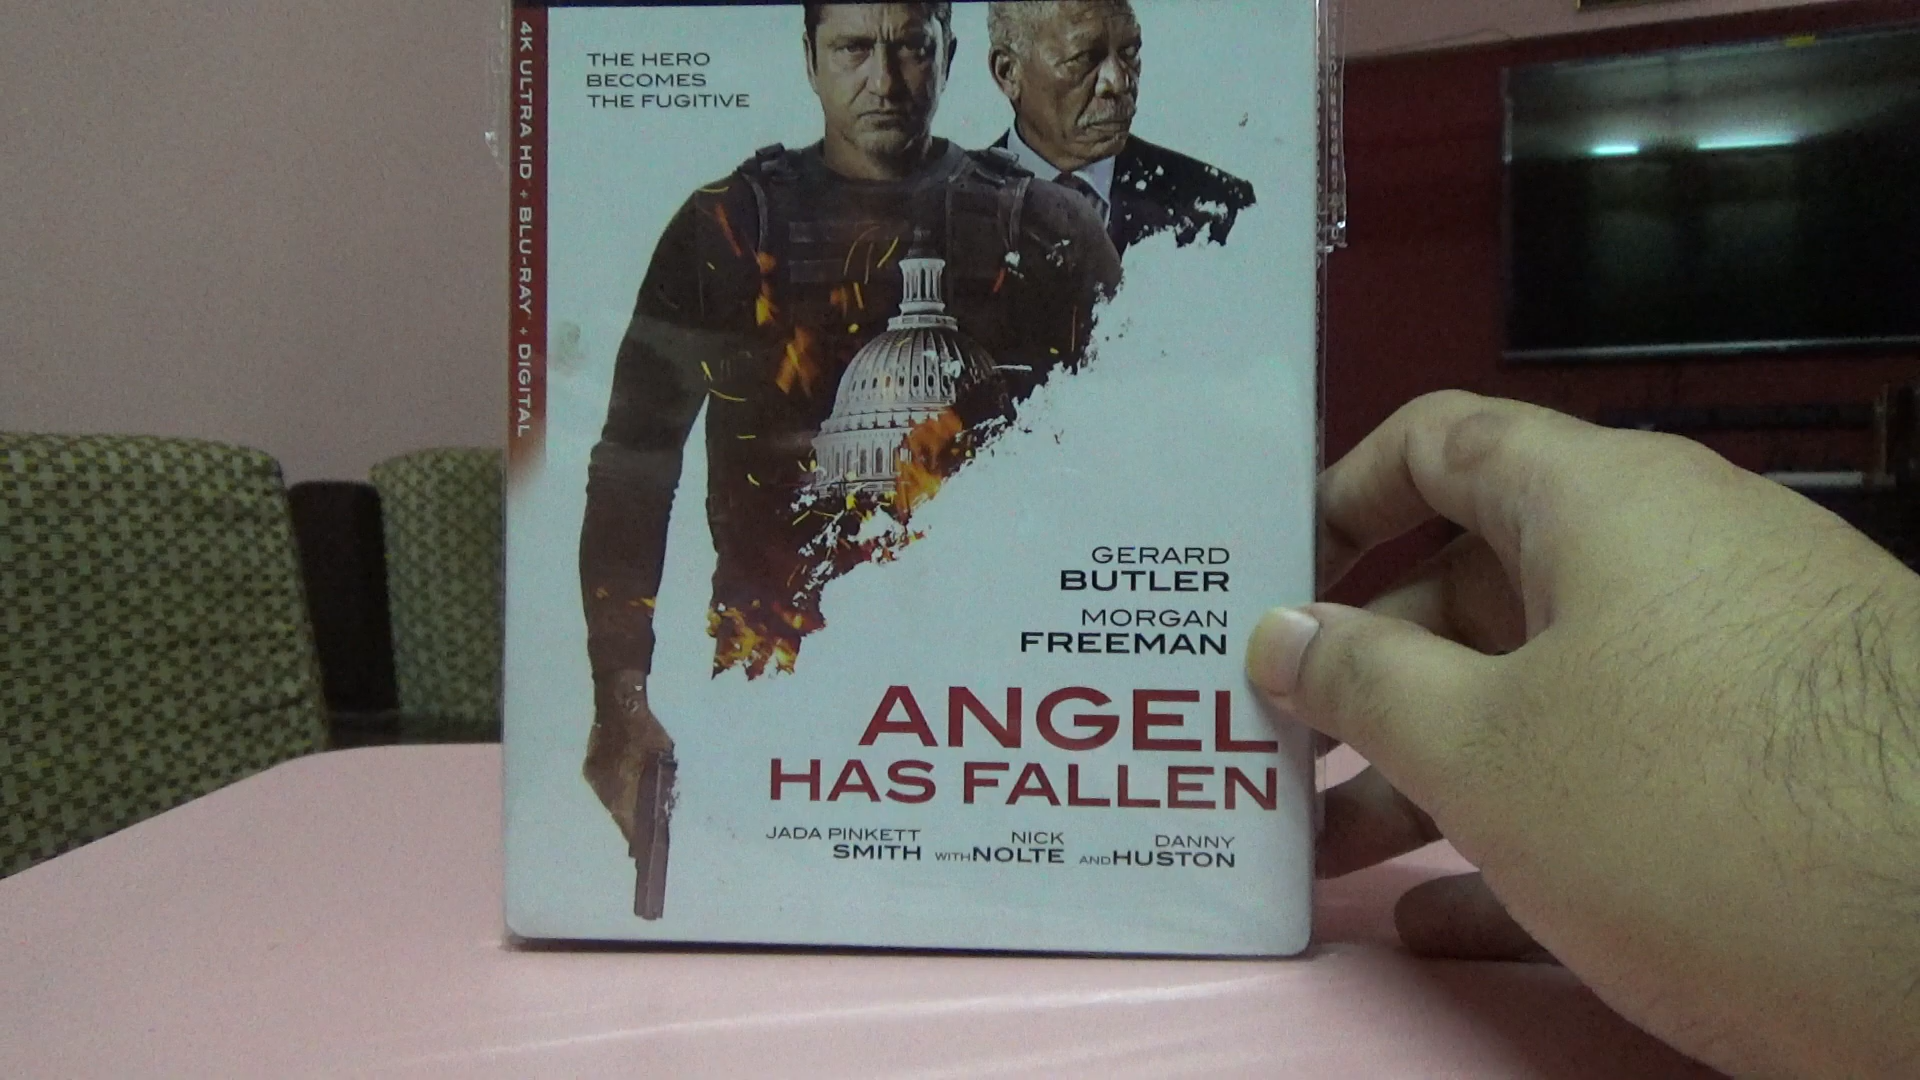 4K ULTRA HD + BLU-RAY + DIGITAL
THE HERO
BECOMES
THE FUGITIVE
GERARD
BUTLER
MORGAN
FREEMAN
ANGEL
HAS FALLEN
JADA PINKETT
SMITH
WITH NICK
NOLTE
AND DANNY
HUSTON